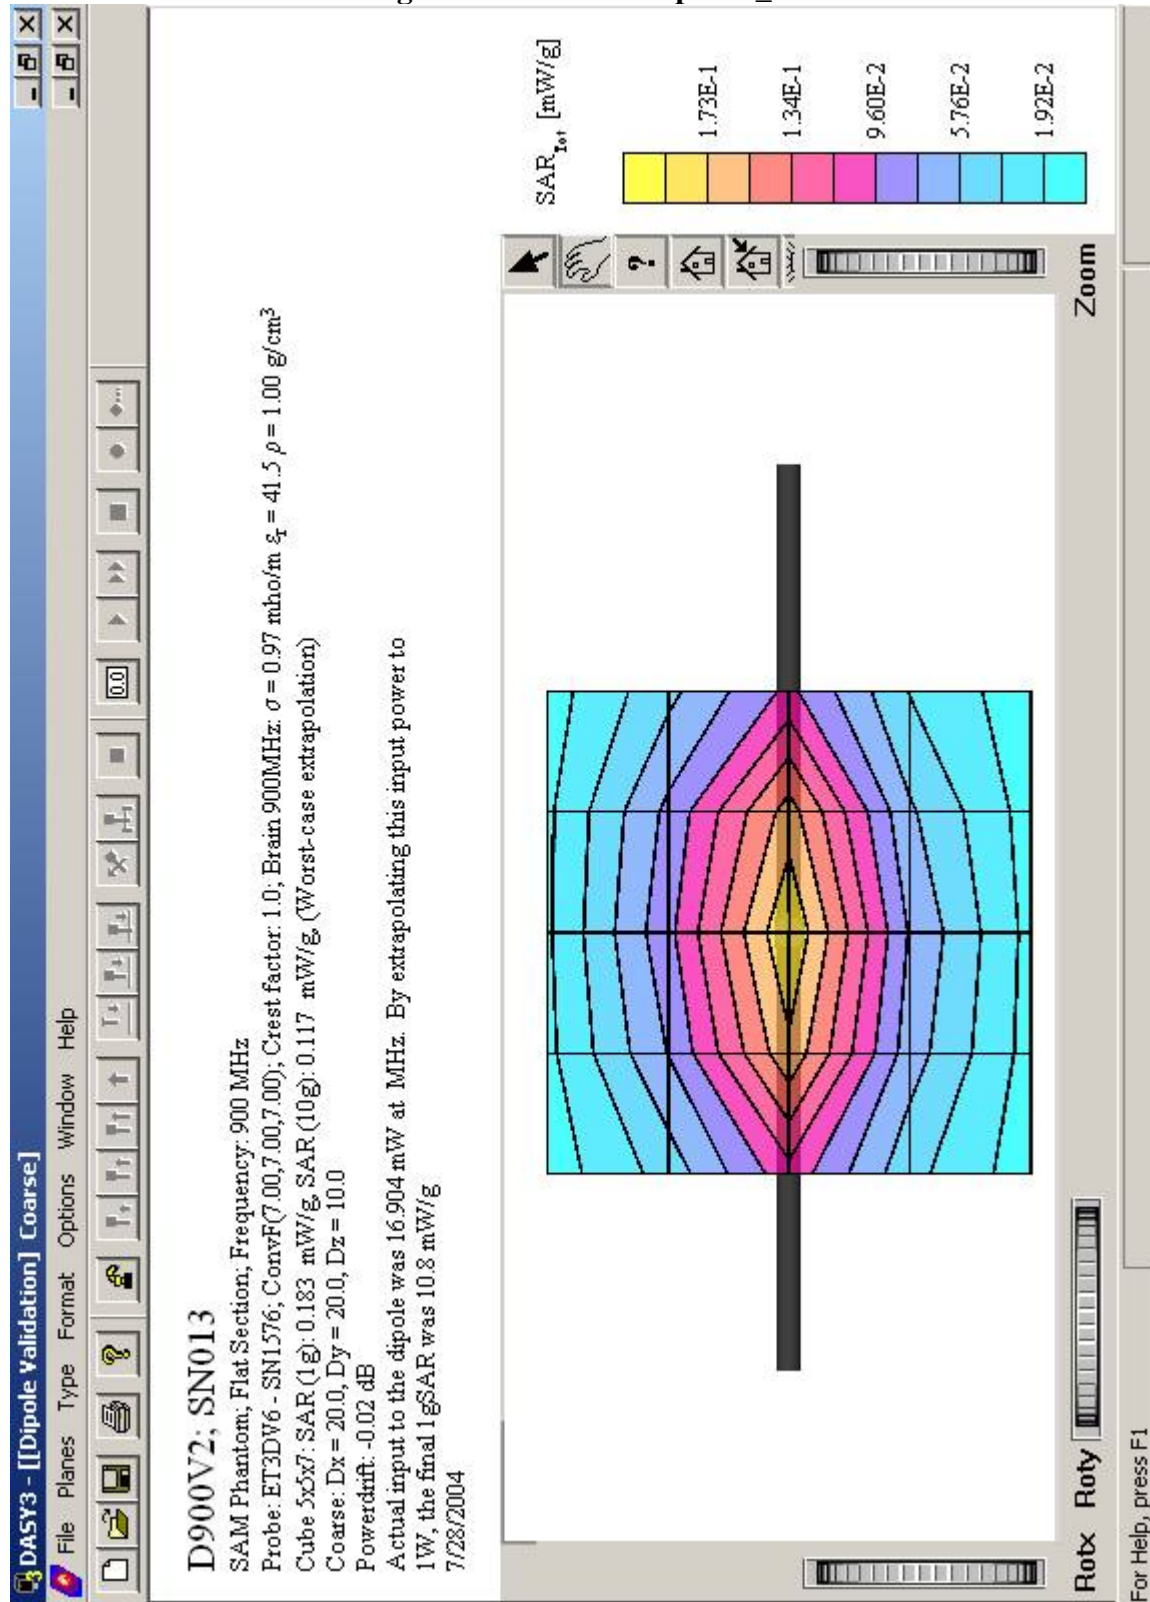 DASY3 - [[Dipole Validation] Coarse]
File Planes Type Format Options Window Help
0.0
D900V2; SN013
SAM Phantom; Flat Section; Frequency: 900 MHz
Probe: ET3DV6 - SN1576; ConvF(7.00,7.00,7.00); Crest factor: 1.0; Brain 900MHz: σ = 0.97 mho/m εr = 41.5 ρ = 1.00 g/cm³
Cube 5x5x7: SAR (1g): 0.183 mW/g, SAR (10g): 0.117 mW/g, (Worst-case extrapolation)
Coarse: Dx = 20.0, Dy = 20.0, Dz = 10.0
Powerdrift: -0.02 dB
Actual input to the dipole was 16.904 mW at MHz. By extrapolating this input power to
1W, the final 1gSAR was 10.8 mW/g
7/28/2004
SAR Tot [mW/g]
1.73E-1
1.34E-1
9.60E-2
5.76E-2
1.92E-2
Rotx Roty Zoom
For Help, press F1